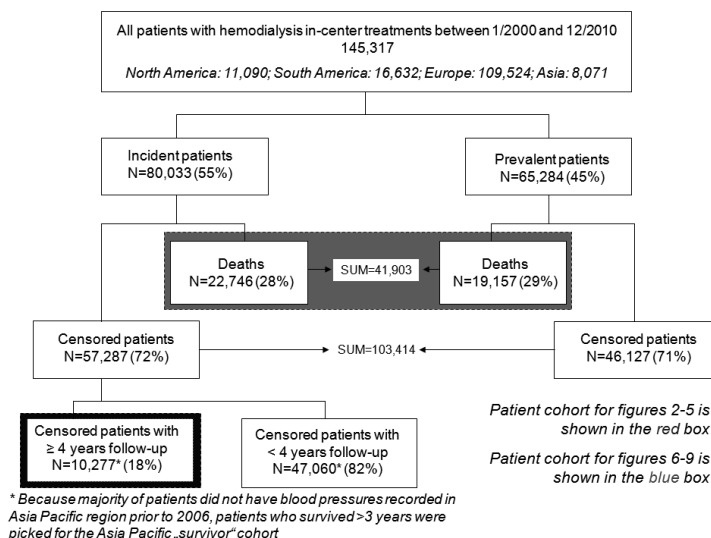 All patients with hemodialysis in-center treatments between 1/2000 and 12/2010
145,317
North America: 11,090; South America: 16,632; Europe: 109,524; Asia: 8,071
Incident patients
N=80,033 (55%)
Prevalent patients
N=65,284 (45%)
Deaths
N=22,746 (28%)
SUM=41,903
Deaths
N=19,157 (29%)
Censored patients
N=57,287 (72%)
SUM=103,414
Censored patients
N=46,127 (71%)
Censored patients with
≥ 4 years follow-up
N=10,277* (18%)
Censored patients with
< 4 years follow-up
N=47,060* (82%)
Patient cohort for figures 2-5 is
shown in the red box
Patient cohort for figures 6-9 is
shown in the blue box
* Because majority of patients did not have blood pressures recorded in
Asia Pacific region prior to 2006, patients who survived >3 years were
picked for the Asia Pacific „survivor“ cohort